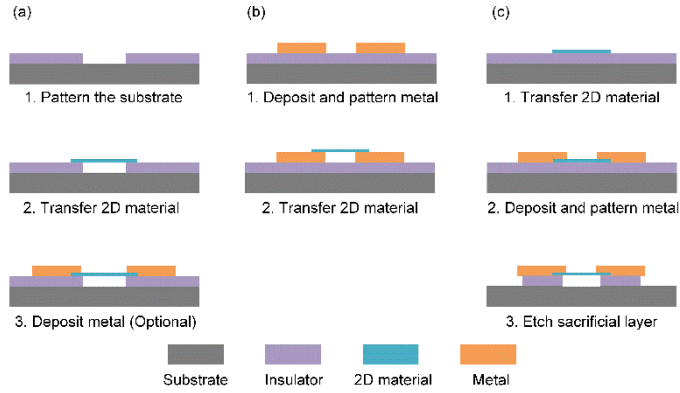 (a)
(b)
(c)
1. Pattern the substrate
1. Deposit and pattern metal
1. Transfer 2D material
2. Transfer 2D material
2. Transfer 2D material
2. Deposit and pattern metal
3. Deposit metal (Optional)
3. Etch sacrificial layer
Substrate
Insulator
2D material
Metal